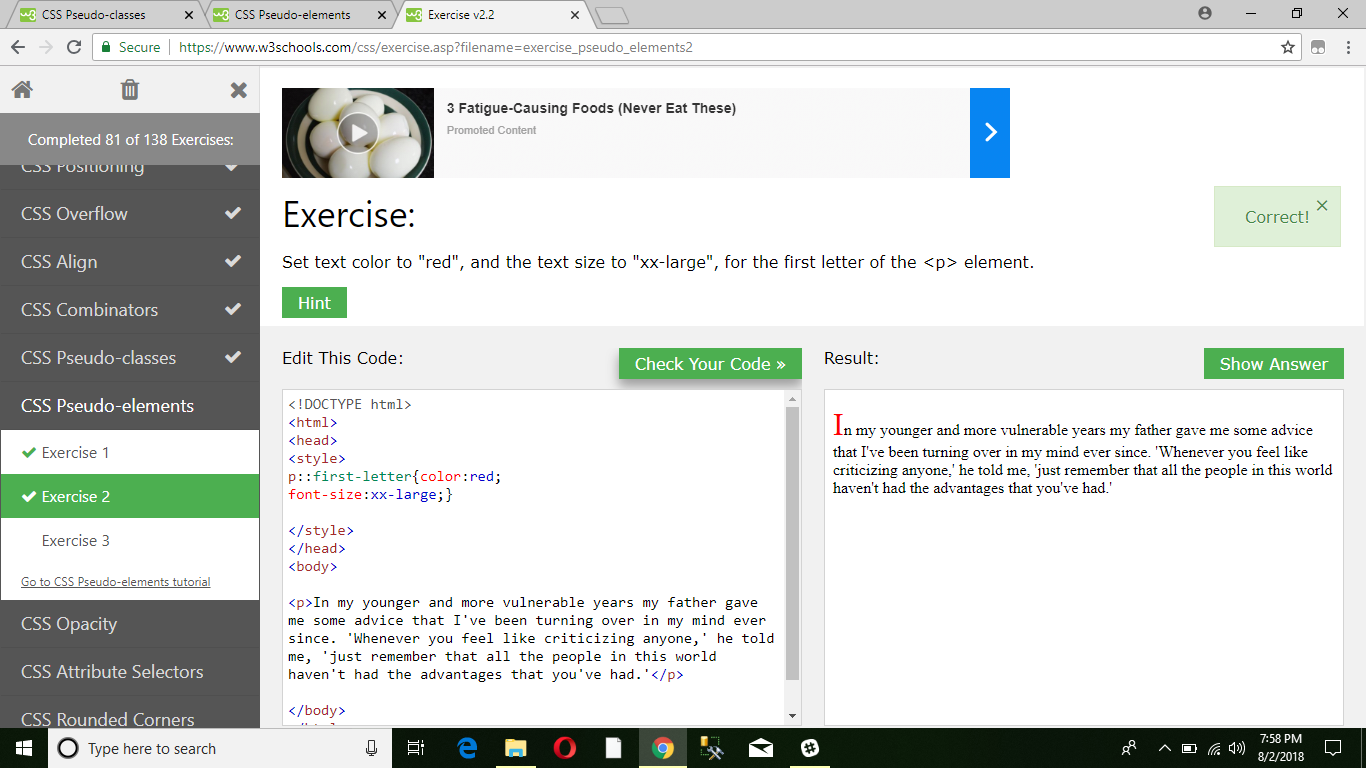 CSS Pseudo-classes
CSS Pseudo-elements
Exercise v2.2
Secure
https://www.w3schools.com/css/exercise.asp?filename=exercise_pseudo_elements2
Completed 81 of 138 Exercises:
CSS Positioning
CSS Overflow
CSS Align
CSS Combinators
CSS Pseudo-classes
CSS Pseudo-elements
Exercise 1
Exercise 2
Exercise 3
Go to CSS Pseudo-elements tutorial
CSS Opacity
CSS Attribute Selectors
CSS Rounded Corners
3 Fatigue-Causing Foods (Never Eat These)
Promoted Content
Exercise:
Correct!
Set text color to "red", and the text size to "xx-large", for the first letter of the <p> element.
Hint
Edit This Code:
Check Your Code »
<!DOCTYPE html>
<html>
<head>
<style>
p::first-letter{color:red;
font-size:xx-large;}
</style>
</head>
<body>
<p>In my younger and more vulnerable years my father gave
me some advice that I've been turning over in my mind ever
since. 'Whenever you feel like criticizing anyone,' he told
me, 'just remember that all the people in this world
haven't had the advantages that you've had.'</p>
</body>
Result:
Show Answer
In my younger and more vulnerable years my father gave me some advice
that I've been turning over in my mind ever since. 'Whenever you feel like
criticizing anyone,' he told me, 'just remember that all the people in this world
haven't had the advantages that you've had.'
Type here to search
7:58 PM
8/2/2018